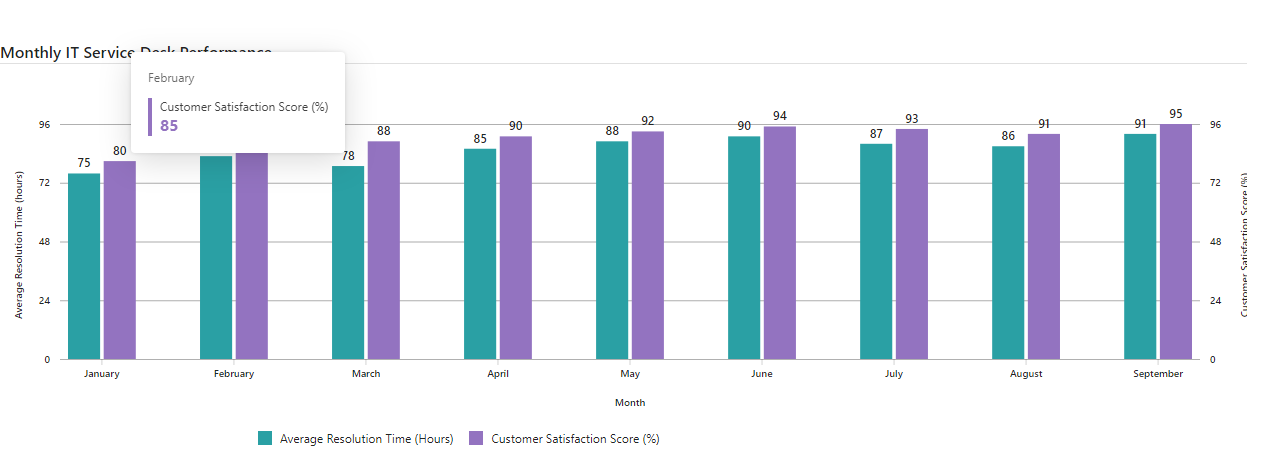 Monthly IT Service Desk Performance
February
Customer Satisfaction Score (%)
85
96
72
48
24
0
Average Resolution Time (hours)
75
80
78
88
85
90
88
92
90
94
87
93
86
91
91
95
96
72
48
24
0
Customer Satisfaction Score (%)
January
February
March
April
May
June
July
August
September
Month
Average Resolution Time (Hours)
Customer Satisfaction Score (%)